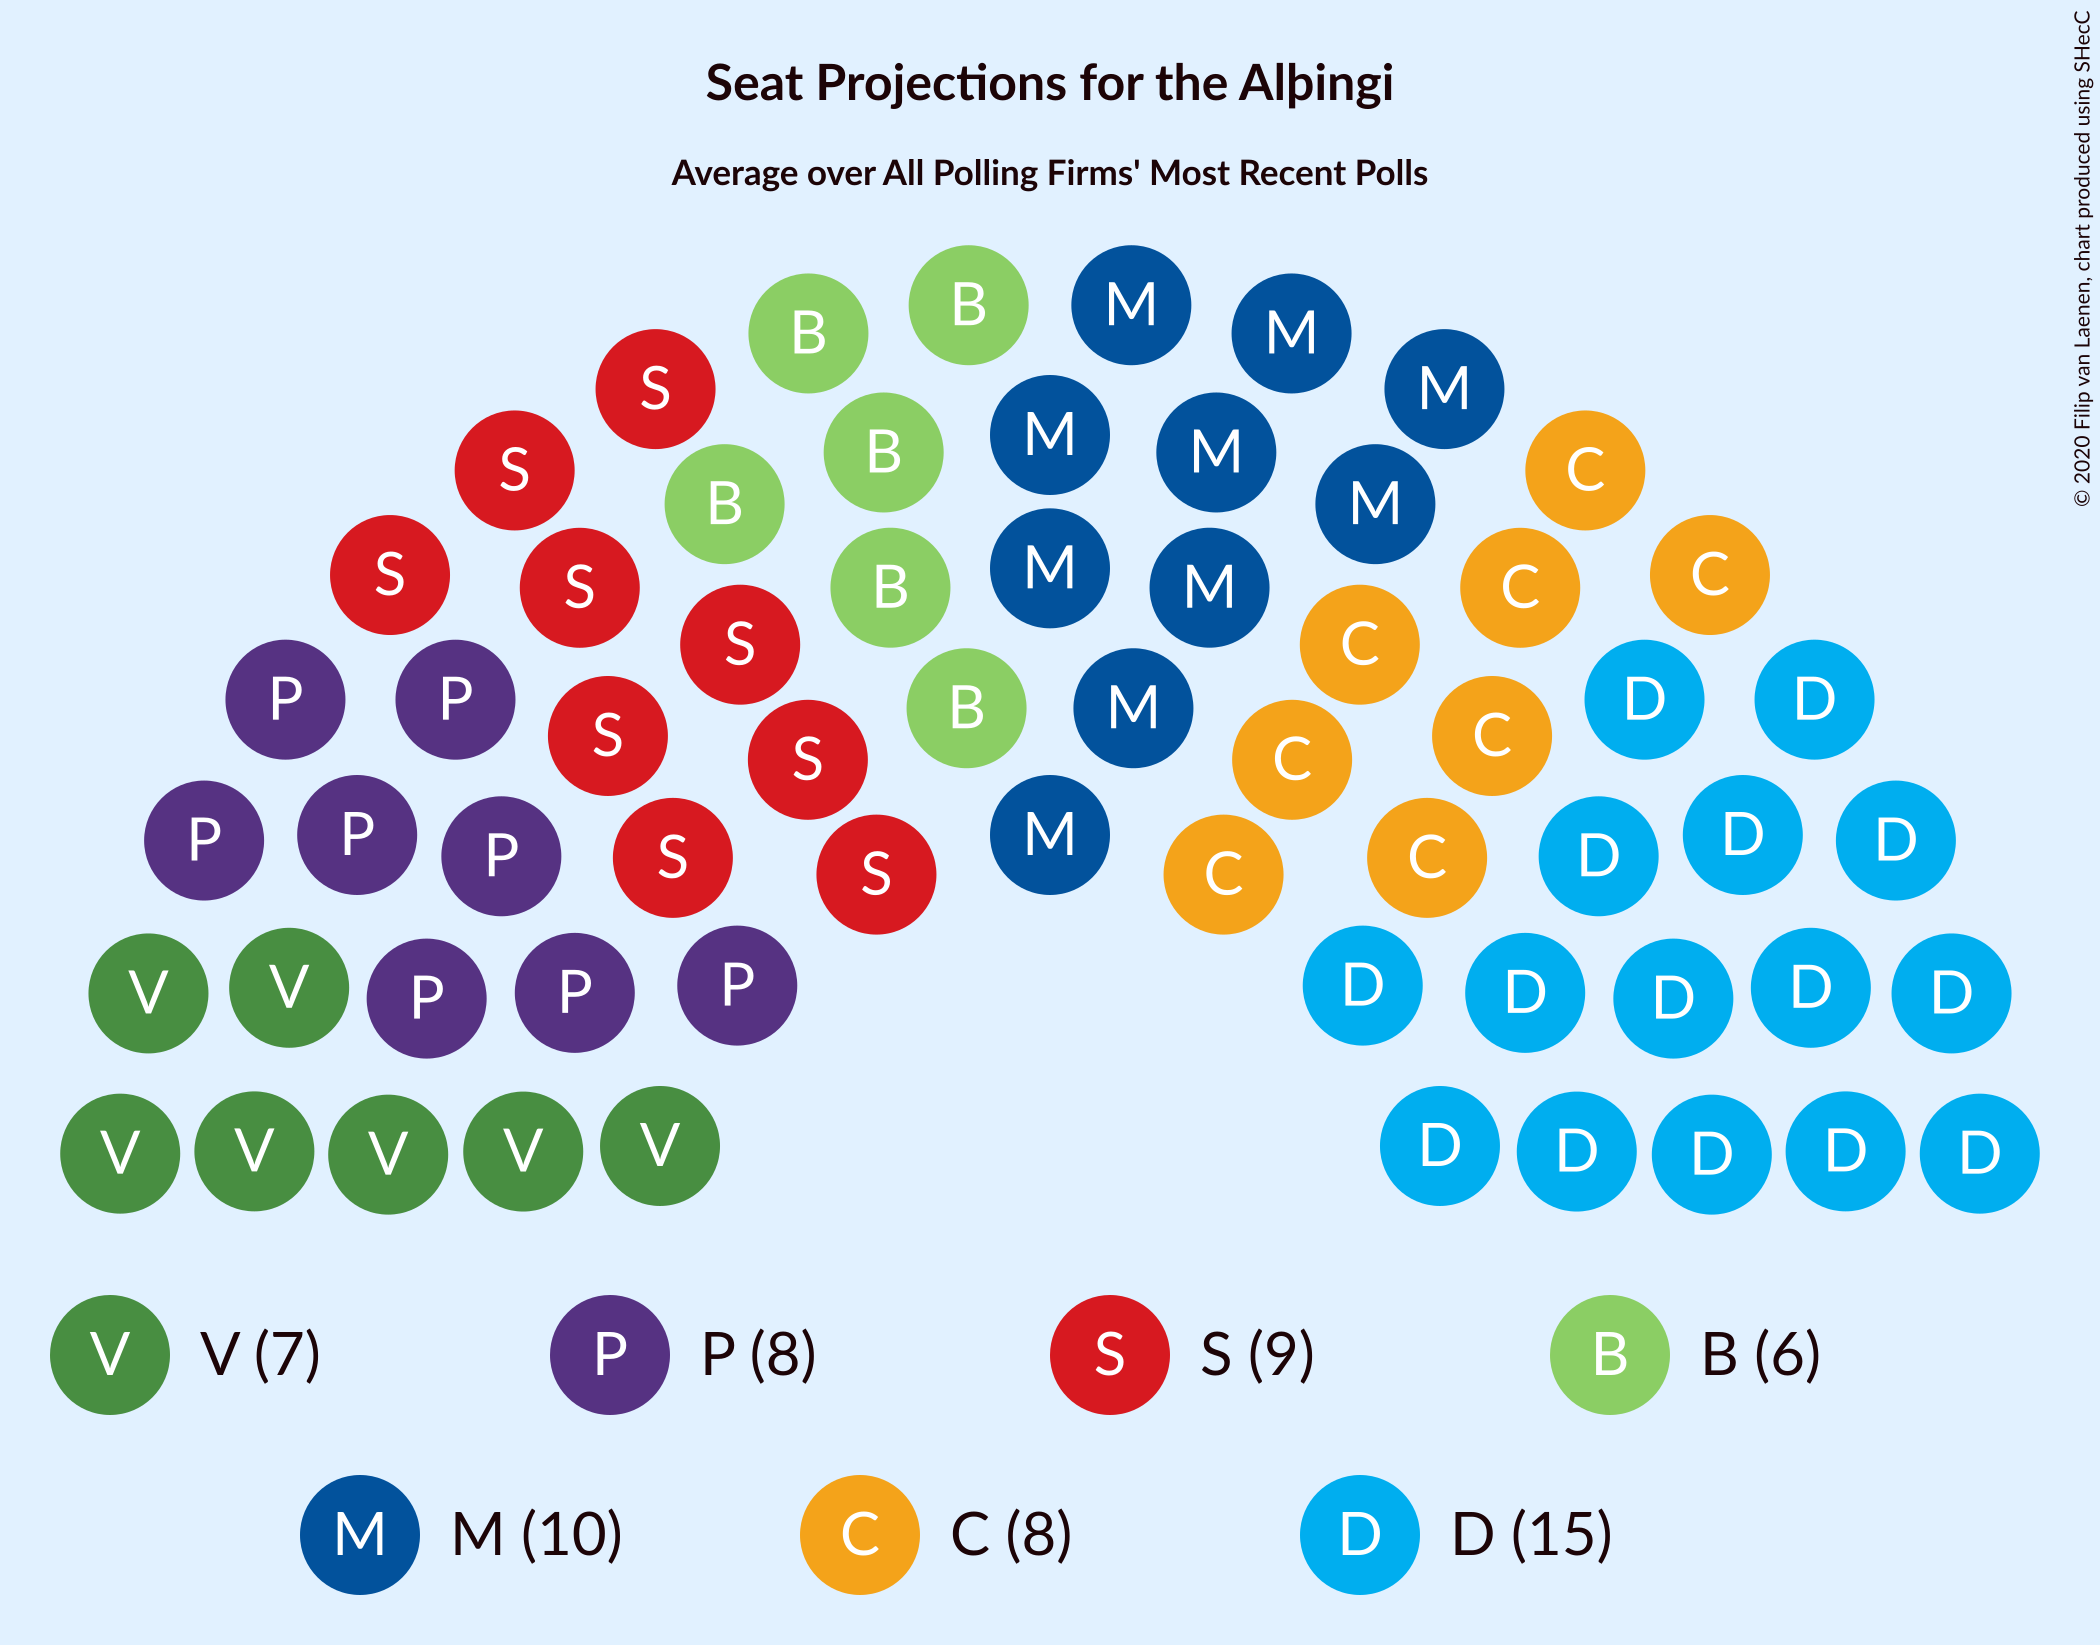 Seat Projections for the Alþingi
Average over All Polling Firms' Most Recent Polls
© 2020 Filip van Laenen, chart produced using SHecC
B B M M
S B B M M M M
S S B M C
S S B M M C C
P P S S B M C C D D
P P P S S M C C D D D
V V P P P D D D D D
V V V V V D D D D D
V V (7) P P (8) S S (9) B B (6)
M M (10) C C (8) D D (15)